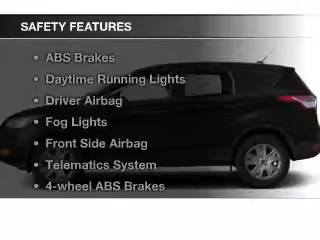 SAFETY FEATURES
• ABS Brakes
• Daytime Running Lights
• Driver Airbag
• Fog Lights
• Front Side Airbag
• Telematics System
• 4-wheel ABS Brakes